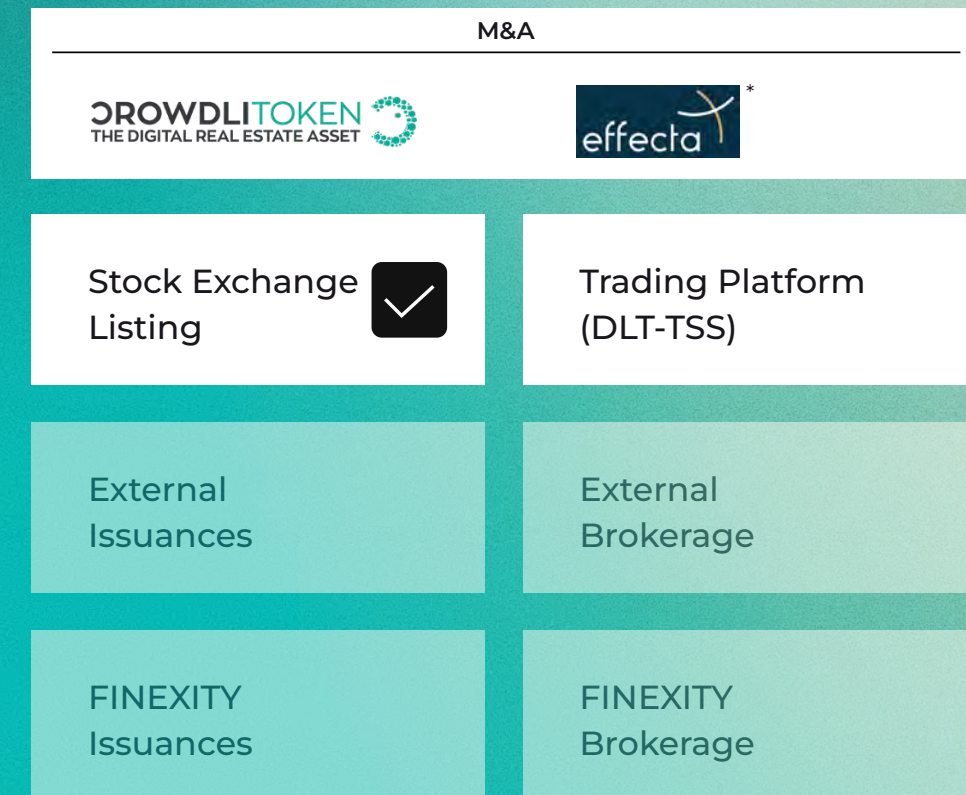 M&A
CROWDLITOKEN
THE DIGITAL REAL ESTATE ASSET
effecta
*
Stock Exchange
Listing
Trading Platform
(DLT-TSS)
External
Issuances
External
Brokerage
FINEXITY
Issuances
FINEXITY
Brokerage